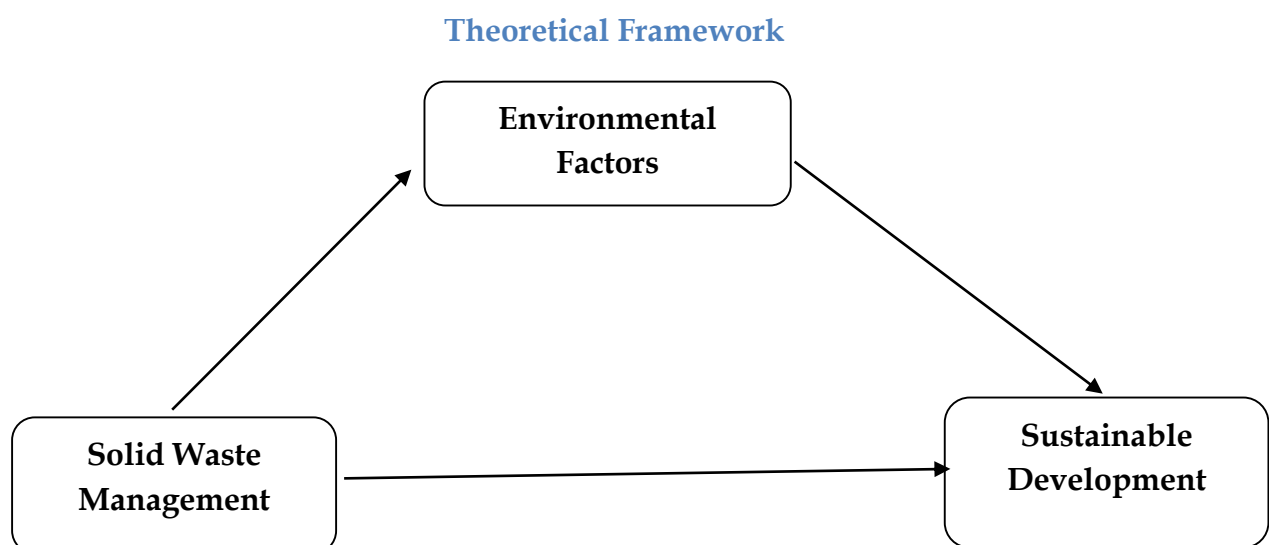 Theoretical Framework
Environmental
Factors
Solid Waste
Management
Sustainable
Development